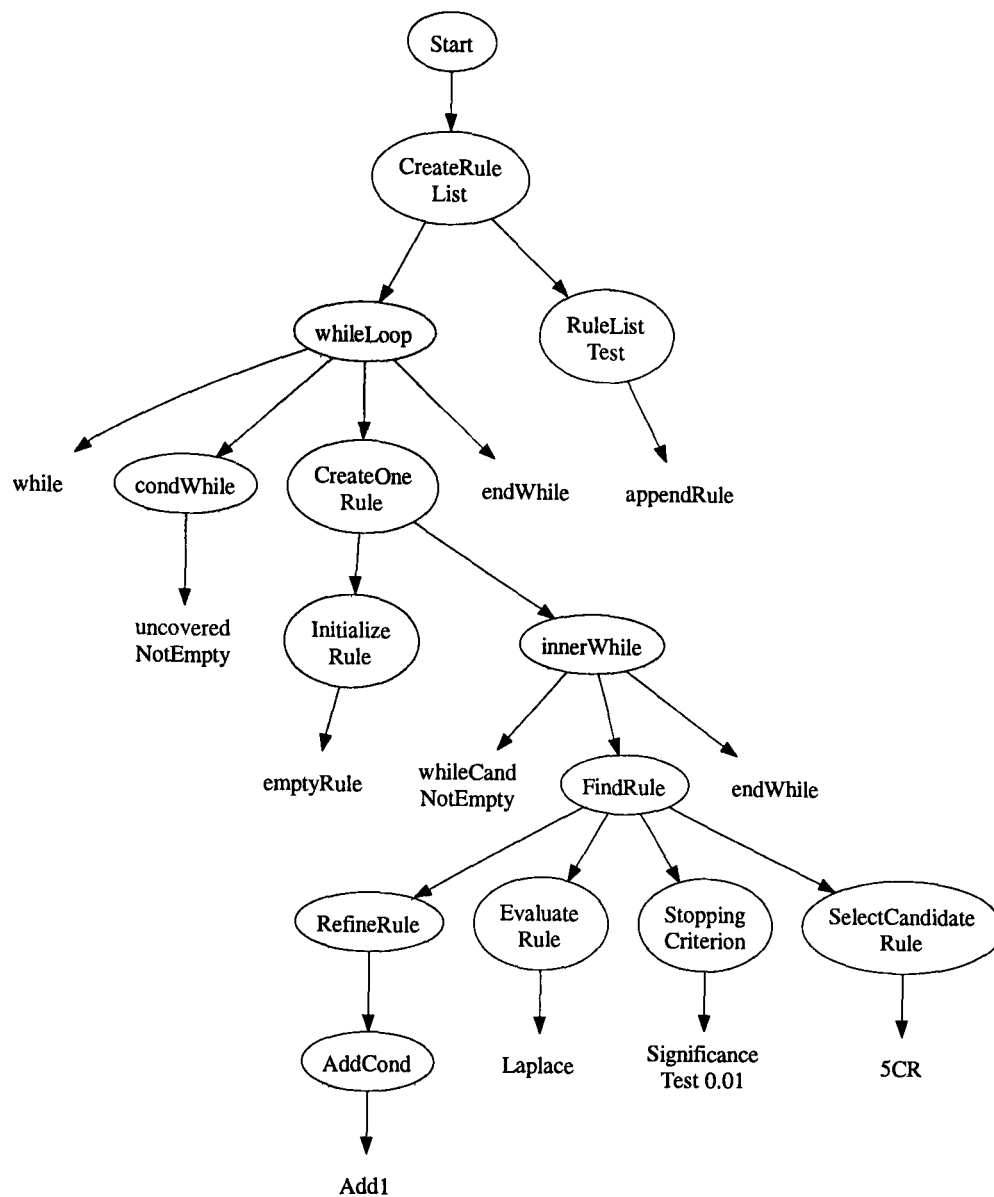 Start
CreateRule
List
whileLoop
RuleList
Test
while
condWhile
CreateOne
Rule
endWhile
appendRule
uncovered
NotEmpty
Initialize
Rule
innerWhile
emptyRule
whileCand
NotEmpty
FindRule
endWhile
RefineRule
Evaluate
Rule
Stopping
Criterion
SelectCandidate
Rule
AddCond
Laplace
Significance
Test 0.01
5CR
Add1